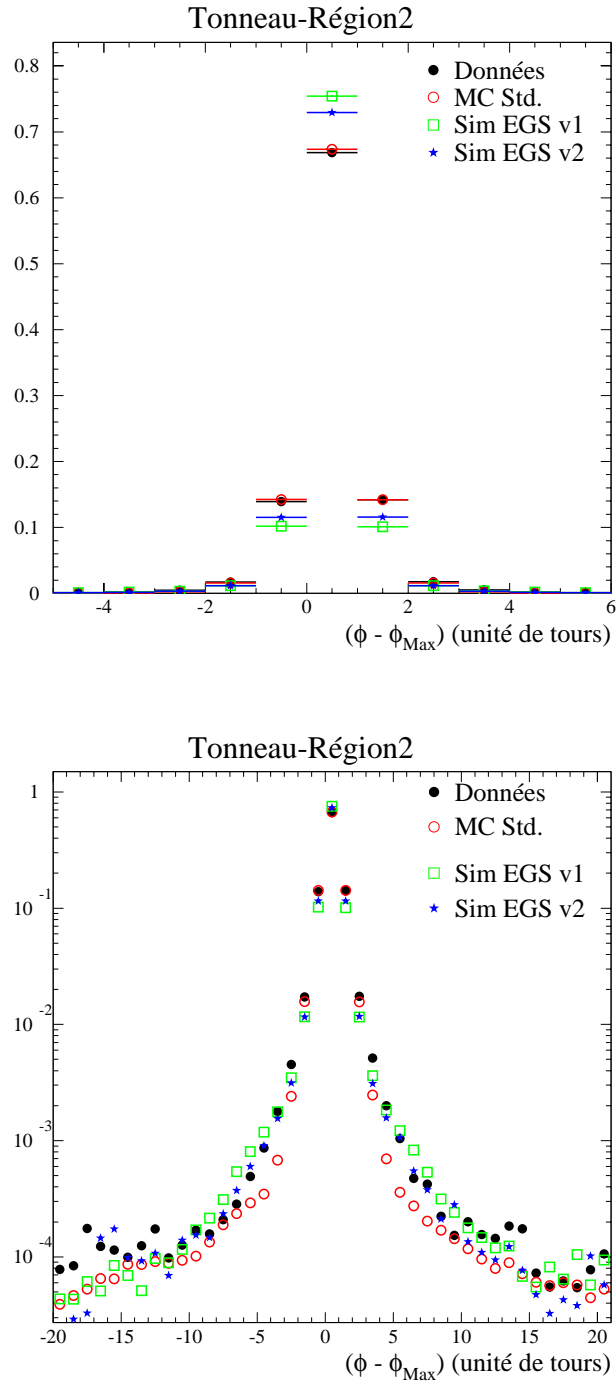 Tonneau-Région2
0.8
0.7
0.6
0.5
0.4
0.3
0.2
0.1
0
Données
MC Std.
Sim EGS v1
Sim EGS v2
-4 -2 0 2 4 6
(ϕ - ϕMax) (unité de tours)
Tonneau-Région2
1
10-1
10-2
10-3
10-4
Données
MC Std.
Sim EGS v1
Sim EGS v2
-20 -15 -10 -5 0 5 10 15 20
(ϕ - ϕMax) (unité de tours)